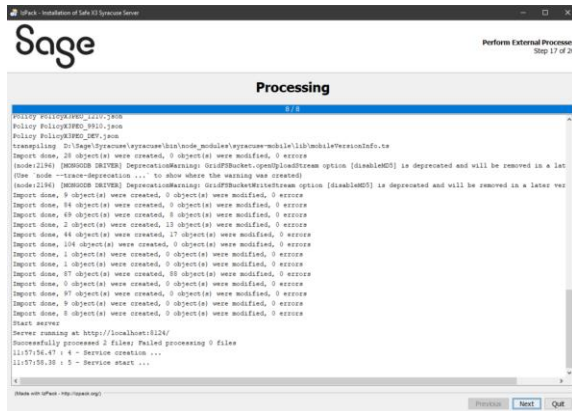 IzPack - Installation of Safe X3 Syracuse Server
Sage
Perform External Processe
Step 17 of 2
Processing
8 / 8
Policy PolicyX3PEO_1210.json
Policy PolicyX3PEO_9910.json
Policy PolicyX3PEO_DEV.json
transpiling D:\Sage\Syracuse\syracuse\bin\node_modules\syracuse-mobile\lib\mobileVersionInfo.ts
Import done, 28 object(s) were created, 0 object(s) were modified, 0 errors
(node:2196) [MONGODB DRIVER] DeprecationWarning: GridFSBucket.openUploadStream option [disableMD5] is deprecated and will be removed in a lat
(Use `node --trace-deprecation ...` to show where the warning was created)
(node:2196) [MONGODB DRIVER] DeprecationWarning: GridFSBucketWriteStream option [disableMD5] is deprecated and will be removed in a later ver
Import done, 9 object(s) were created, 0 object(s) were modified, 0 errors
Import done, 84 object(s) were created, 0 object(s) were modified, 0 errors
Import done, 69 object(s) were created, 8 object(s) were modified, 0 errors
Import done, 2 object(s) were created, 13 object(s) were modified, 0 errors
Import done, 44 object(s) were created, 17 object(s) were modified, 0 errors
Import done, 104 object(s) were created, 0 object(s) were modified, 0 errors
Import done, 1 object(s) were created, 0 object(s) were modified, 0 errors
Import done, 1 object(s) were created, 0 object(s) were modified, 0 errors
Import done, 87 object(s) were created, 88 object(s) were modified, 0 errors
Import done, 0 object(s) were created, 0 object(s) were modified, 0 errors
Import done, 97 object(s) were created, 0 object(s) were modified, 0 errors
Import done, 9 object(s) were created, 0 object(s) were modified, 0 errors
Import done, 8 object(s) were created, 0 object(s) were modified, 0 errors
Start server
Server running at http://localhost:8124/
Successfully processed 2 files; Failed processing 0 files
11:57:56.47 : 4 - Service creation ...
11:57:58.38 : 5 - Service start ...
(Made with IzPack - http://izpack.org/)
Previous
Next
Quit